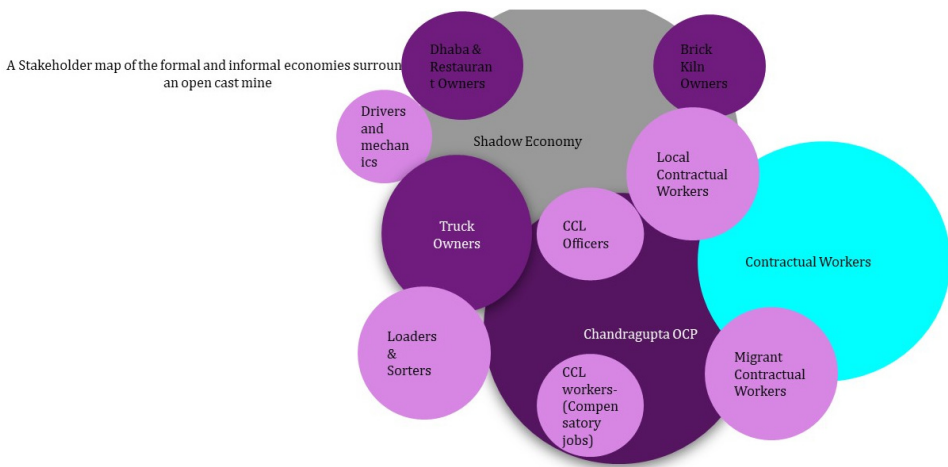 A Stakeholder map of the formal and informal economies surroun
an open cast mine
Dhaba &
Restauran
t Owners
Brick
Kiln
Owners
Drivers
and
mechan
ics
Shadow Economy
Local
Contractual
Workers
Truck
Owners
CCL
Officers
Contractual Workers
Loaders
&
Sorters
Chandragupta OCP
Migrant
Contractual
Workers
CCL
workers-
(Compen
satory
jobs)